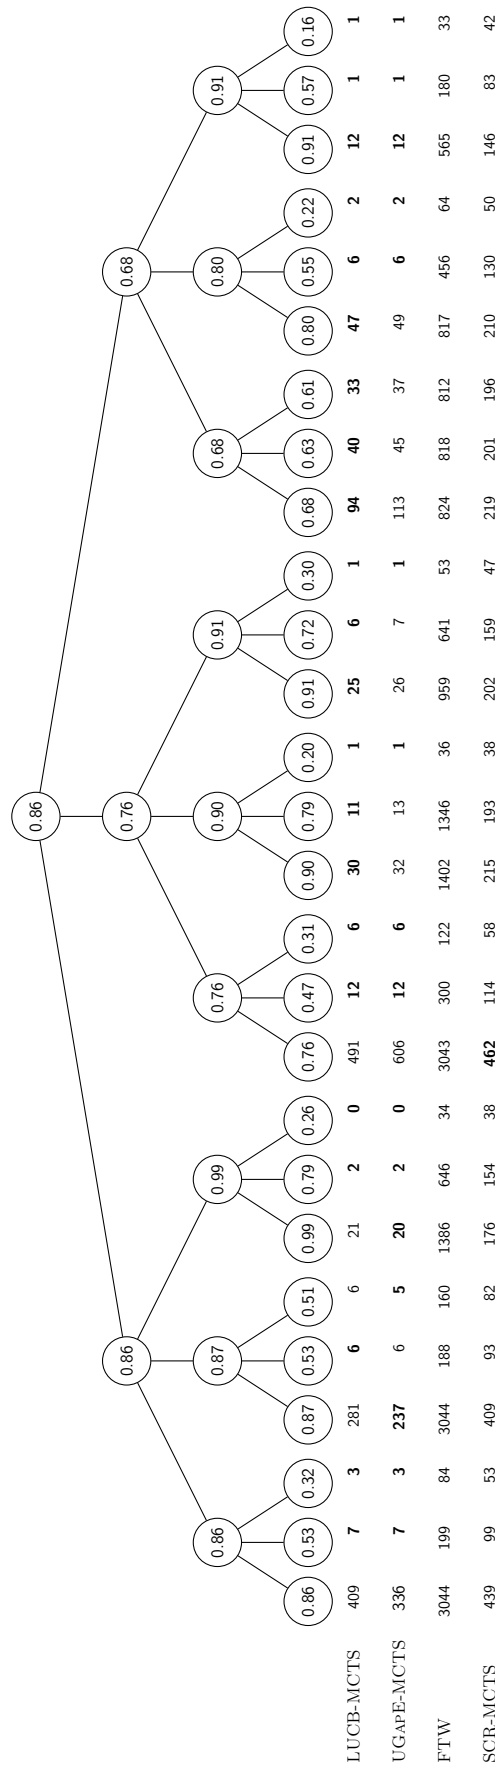 0.86
0.86 0.76 0.68
0.86 0.87 0.99 0.76 0.90 0.91 0.68 0.80 0.91
0.86 0.53 0.32 0.87 0.53 0.51 0.99 0.79 0.26 0.76 0.47 0.31 0.90 0.79 0.20 0.91 0.72 0.30 0.68 0.63 0.61 0.80 0.55 0.22 0.91 0.57 0.16
LUCB-MCTS 409 7 3 281 6 6 21 2 0 491 12 6 30 11 1 25 6 1 94 40 33 47 6 2 12 1 1
UGapE-MCTS 336 7 3 237 6 5 20 2 0 606 12 6 32 13 1 26 7 1 113 45 37 49 6 2 12 1 1
FTW 3044 199 84 3044 188 160 1386 646 34 3043 300 122 1402 1346 36 959 641 53 824 818 812 817 456 64 565 180 33
SCR-MCTS 439 99 53 409 93 82 176 154 38 462 114 58 215 193 38 202 159 47 219 201 196 210 130 50 146 83 42